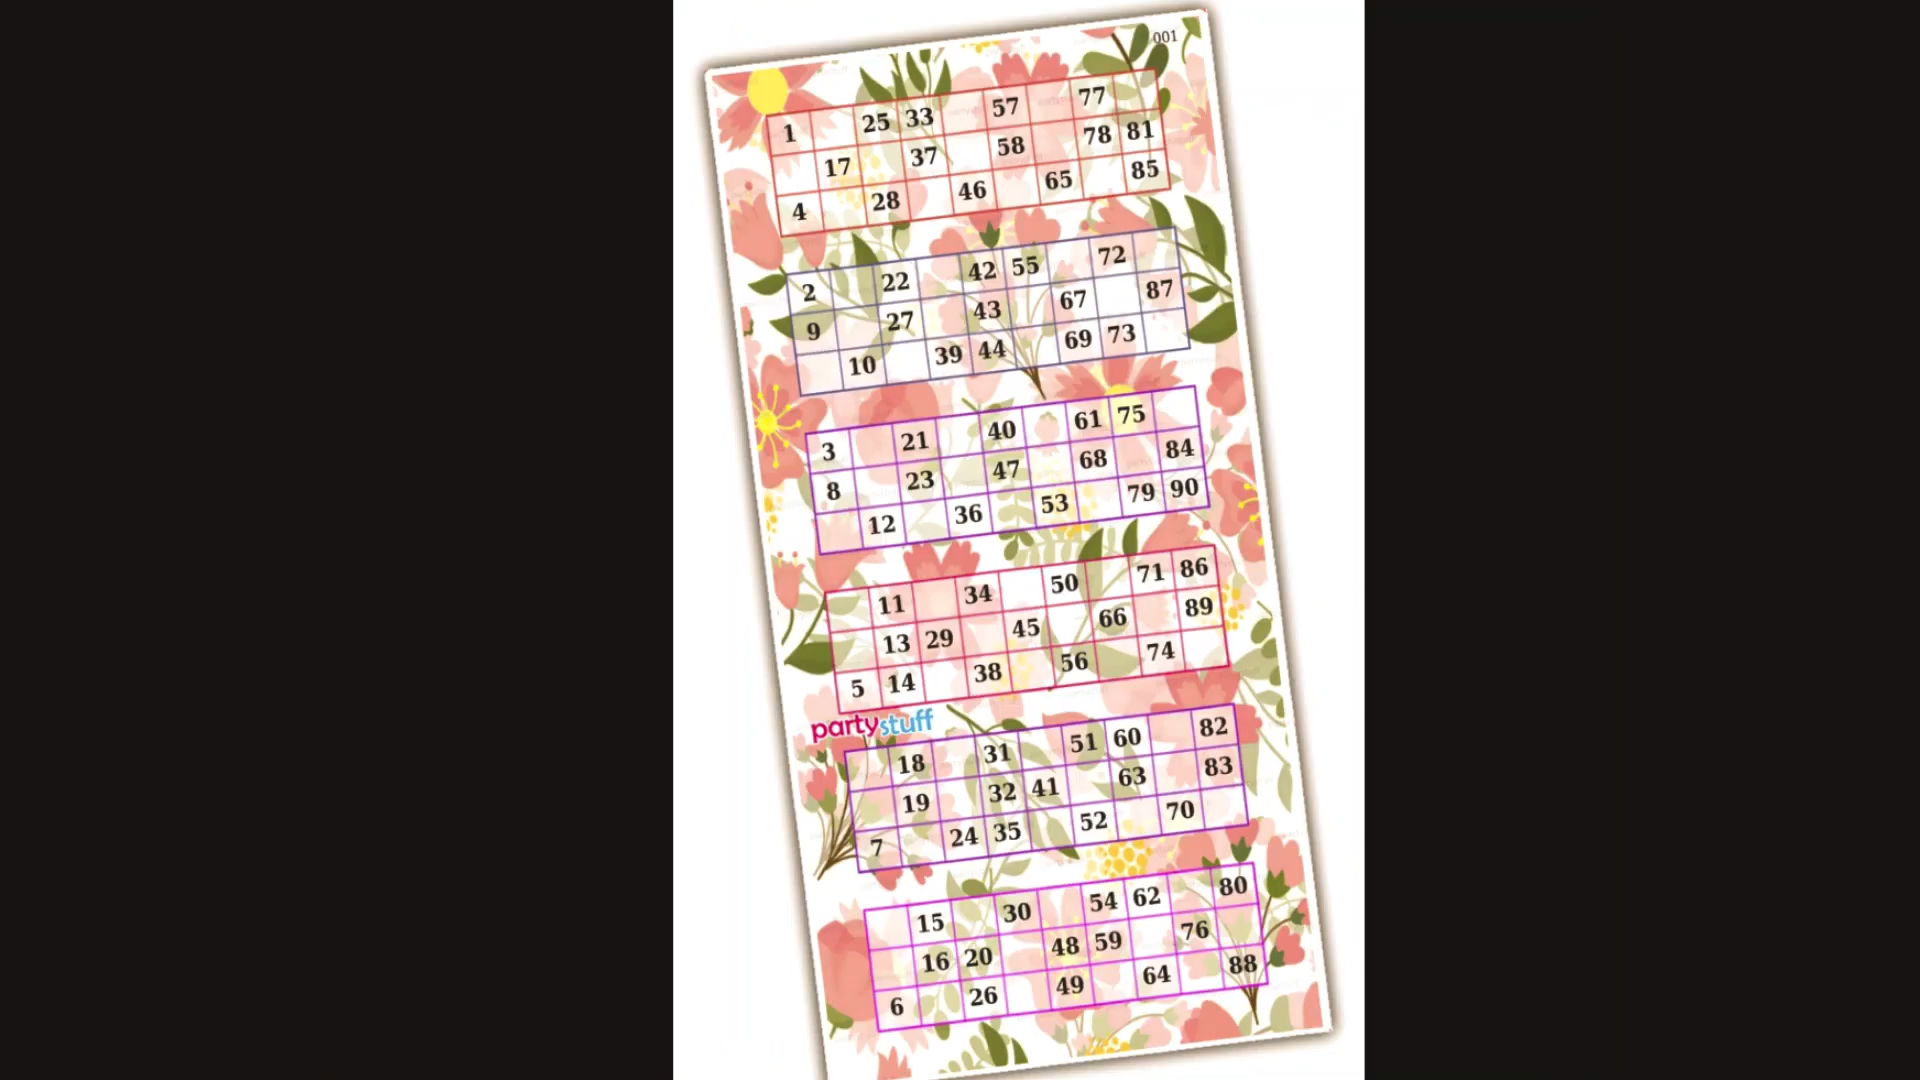 001
1 25 33 57 77
17 37 58 78 81
4 28 46 65 85
2 22 42 55 72
9 27 43 67 87
10 39 44 69 73
3 21 40 61 75
8 23 47 68 84
12 36 53 79 90
11 34 50 71 86
13 29 45 66 89
5 14 38 56 74
partystuff
18 31 51 60 82
19 32 41 63 83
7 24 35 52 70
15 30 54 62 80
16 20 48 59 76
6 26 49 64 88